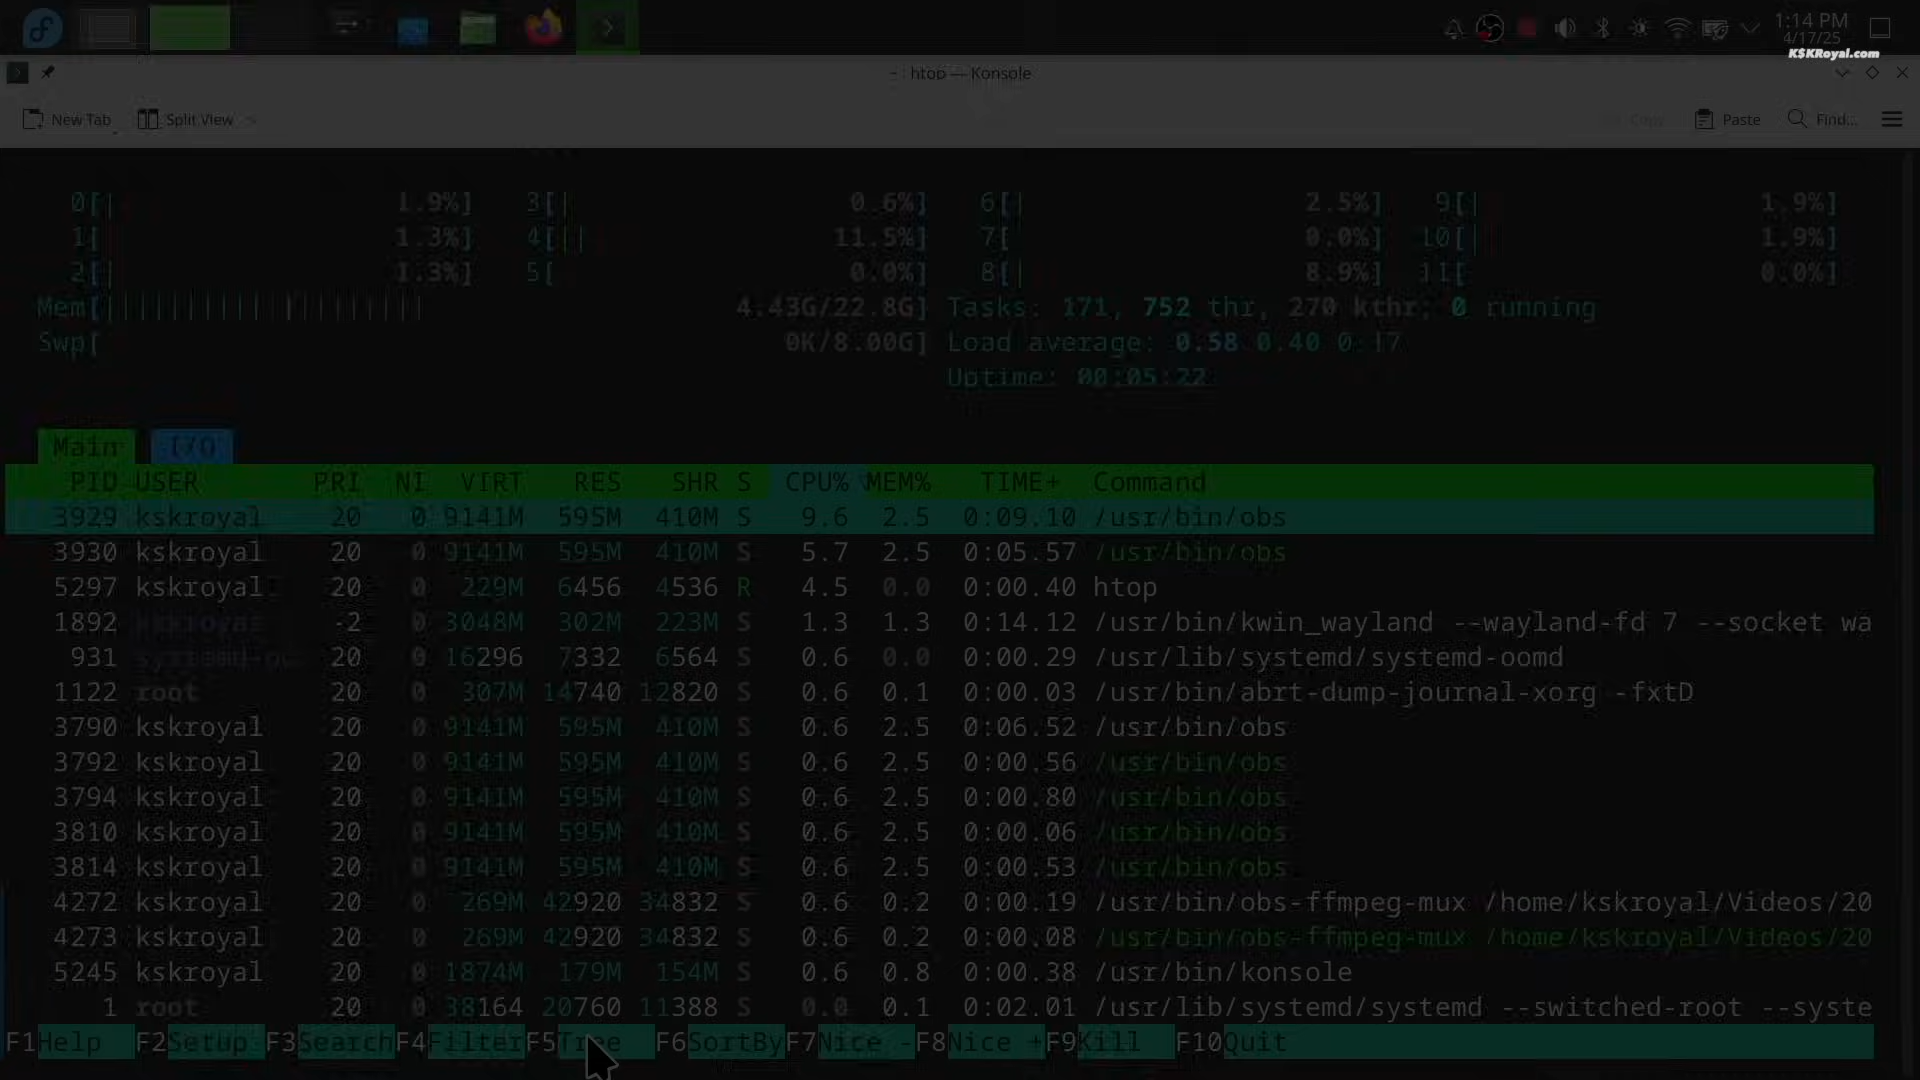 1:14 PM
4/17/25
KSKRoyal.com
~ : htop — Konsole
New Tab Split View Copy Paste Find...
0[| 1.9%] 3[| 0.6%] 6[| 2.5%] 9[| 1.9%]
1[ 1.3%] 4[|| 11.5%] 7[ 0.0%] 10[| 1.9%]
2[| 1.3%] 5[ 0.0%] 8[| 8.9%] 11[ 0.0%]
Mem[|||||||||||||||||||| 4.43G/22.8G] Tasks: 171, 752 thr, 270 kthr; 0 running
Swp[ 0K/8.00G] Load average: 0.58 0.40
Uptime: 00:05:22
Main I/O
PID USER PRI NI VIRT RES SHR S CPU% MEM% TIME+ Command
3929 kskroyal 20 0 9141M 595M 410M S 9.6 2.5 0:09.10 /usr/bin/obs
3930 kskroyal 20 0 9141M 595M 410M S 5.7 2.5 0:05.57 /usr/bin/obs
5297 kskroyal 20 0 229M 6456 4536 R 4.5 0.0 0:00.40 htop
1892 kskroyal -2 0 3048M 302M 223M S 1.3 1.3 0:14.12 /usr/bin/kwin_wayland --wayland-fd 7 --socket wa
931 systemd-oo 20 0 16296 7332 6564 S 0.6 0.0 0:00.29 /usr/lib/systemd/systemd-oomd
1122 root 20 0 307M 14740 12820 S 0.6 0.1 0:00.03 /usr/bin/abrt-dump-journal-xorg -fxtD
3790 kskroyal 20 0 9141M 595M 410M S 0.6 2.5 0:06.52 /usr/bin/obs
3792 kskroyal 20 0 9141M 595M 410M S 0.6 2.5 0:00.56 /usr/bin/obs
3794 kskroyal 20 0 9141M 595M 410M S 0.6 2.5 0:00.80 /usr/bin/obs
3810 kskroyal 20 0 9141M 595M 410M S 0.6 2.5 0:00.06 /usr/bin/obs
3814 kskroyal 20 0 9141M 595M 410M S 0.6 2.5 0:00.53 /usr/bin/obs
4272 kskroyal 20 0 269M 42920 34832 S 0.6 0.2 0:00.19 /usr/bin/obs-ffmpeg-mux /home/kskroyal/Videos/20
4273 kskroyal 20 0 269M 42920 34832 S 0.6 0.2 0:00.08 /usr/bin/obs-ffmpeg-mux /home/kskroyal/Videos/20
5245 kskroyal 20 0 1874M 179M 154M S 0.6 0.8 0:00.38 /usr/bin/konsole
1 root 20 0 38164 20760 11388 S 0.0 0.1 0:02.01 /usr/lib/systemd/systemd --switched-root --syste
F1Help F2Setup F3Search F4Filter F5Tree F6SortBy F7Nice - F8Nice + F9Kill F10Quit